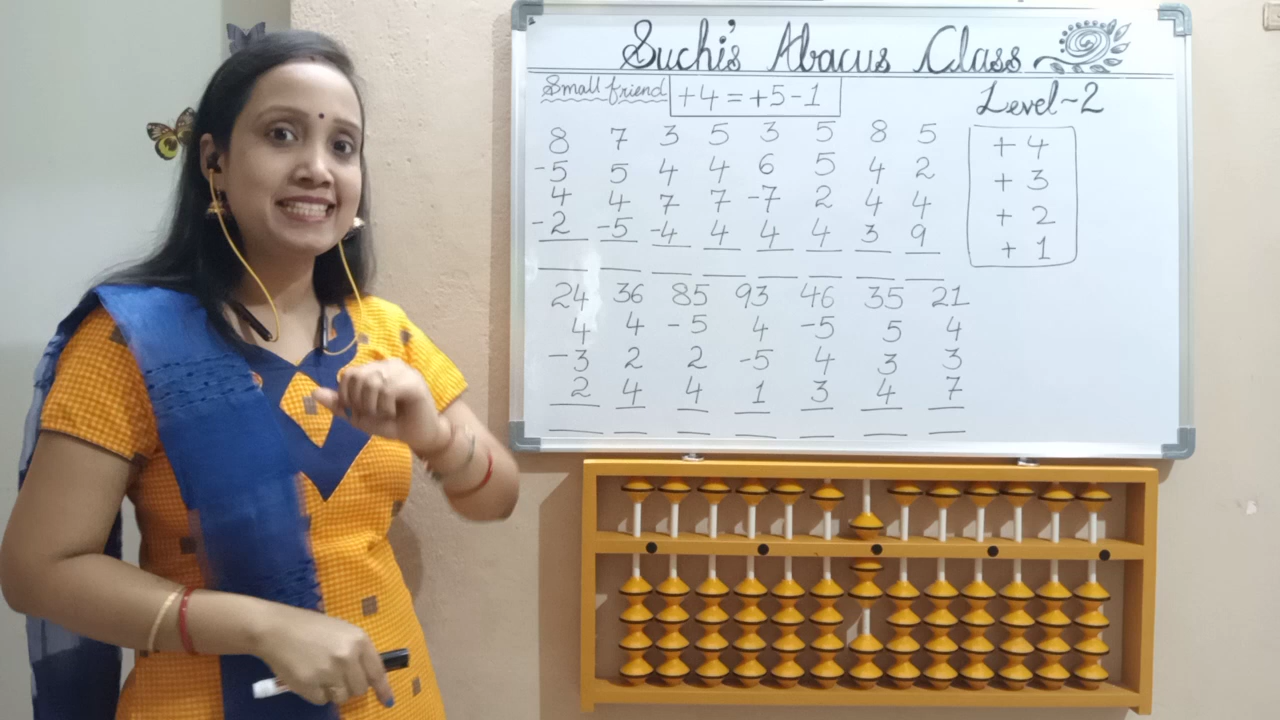 Suchi's Abacus Class
Small friend +4 = +5-1
Level-2
8 7 3 5 3 5 8 5
-5 5 4 4 6 5 4 2
4 4 7 7 -7 2 4 4
-2 -5 -4 4 4 4 3 9
+4
+3
+2
+1
24 36 85 93 46 35 21
4 4 -5 4 -5 5 4
-3 2 2 -5 4 3 3
2 4 4 1 3 4 7